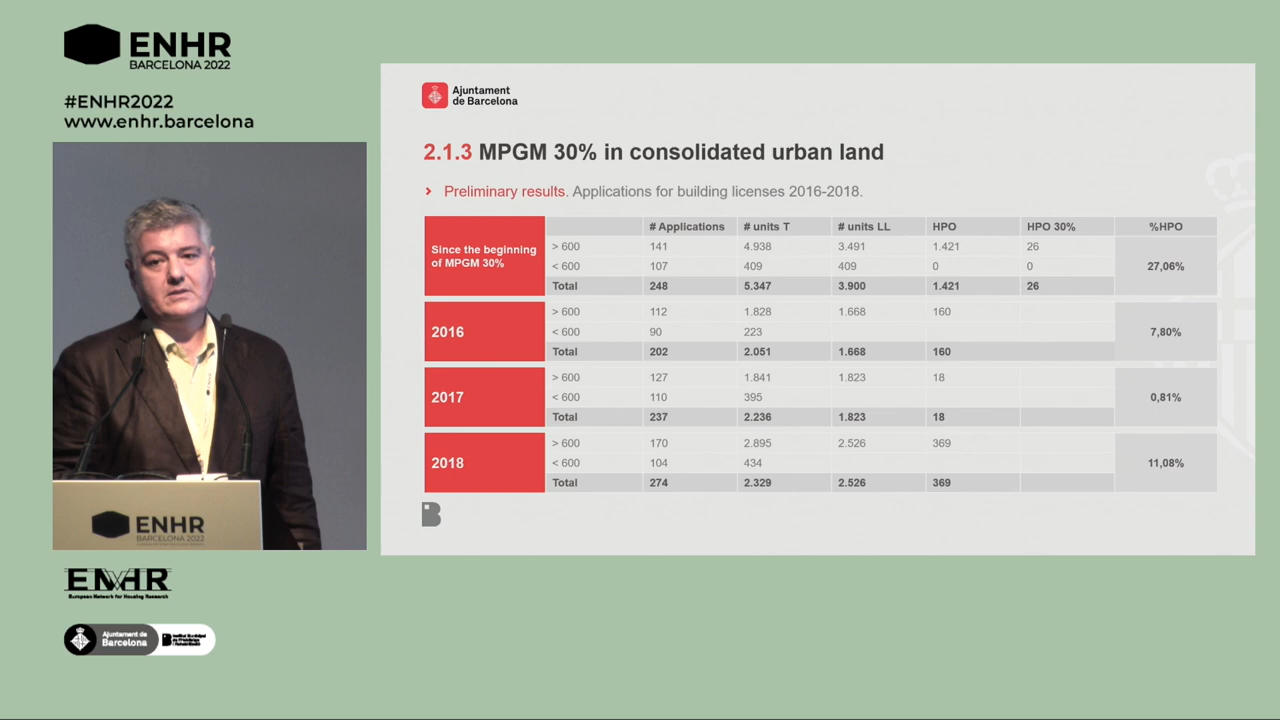 ENHR
BARCELONA 2022
#ENHR2022
www.enhr.barcelona
Ajuntament
de Barcelona
2.1.3 MPGM 30% in consolidated urban land
Preliminary results. Applications for building licenses 2016-2018.
# Applications # units T # units LL HPO HPO 30% %HPO
Since the beginning
of MPGM 30%
> 600 141 4.938 3.491 1.421 26
< 600 107 409 409 0 0 27,06%
Total 248 5.347 3.900 1.421 26
> 600 112 1.828 1.668 160
2016 < 600 90 223 7,80%
Total 202 2.051 1.668 160
> 600 127 1.841 1.823 18
2017 < 600 110 395 0,81%
Total 237 2.236 1.823 18
> 600 170 2.895 2.526 369
2018 < 600 104 434 11,08%
Total 274 2.329 2.526 369
B
ENHR
BARCELONA 2022
ENHR
European Network for Housing Research
Ajuntament de
Barcelona